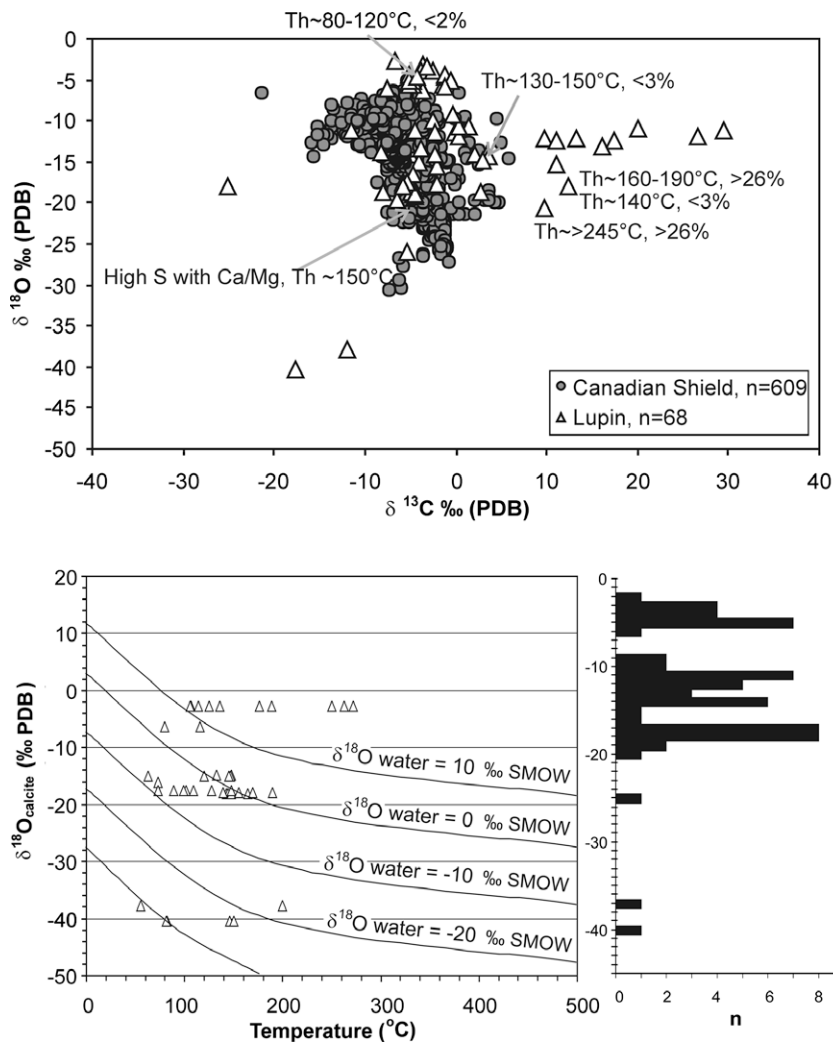 Th~80-120°C, <2%
0
-5
-10
-15
-20
-25
-30
-35
-40
-45
-50
δ 18O ‰ (PDB)
Th~130-150°C, <3%
Th~160-190°C, >26%
Th~140°C, <3%
Th~>245°C, >26%
High S with Ca/Mg, Th ~150°C
Canadian Shield, n=609
Lupin, n=68
-40 -30 -20 -10 0 10 20 30 40
δ 13C ‰ (PDB)
20
10
0
-10
-20
-30
-40
-50
δ18Ocalcite (‰ PDB)
δ18O water = 10 ‰ SMOW
δ18O water = 0 ‰ SMOW
δ18O water = -10 ‰ SMOW
δ18O water = -20 ‰ SMOW
0 100 200 300 400 500
Temperature (°C)
0
-10
-20
-30
-40
0 2 4 6 8
n